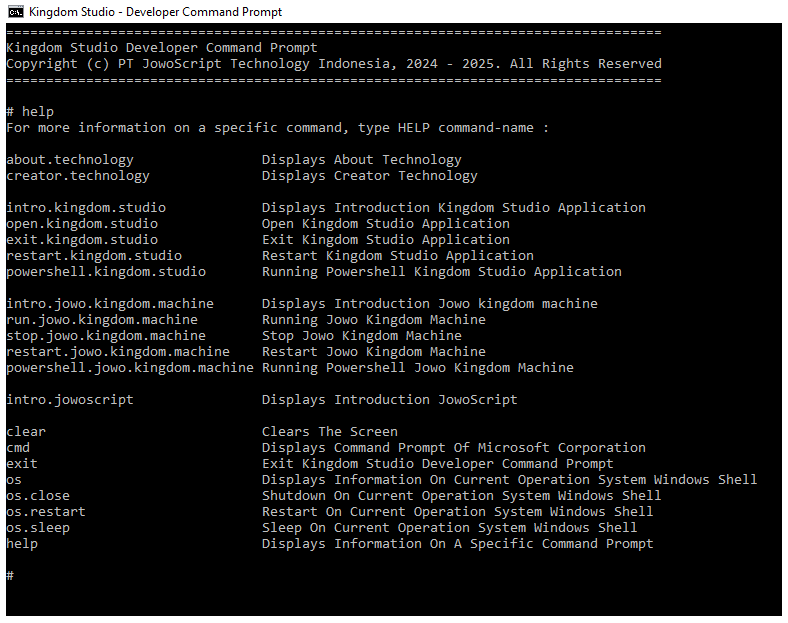 Kingdom Studio - Developer Command Prompt
==================================================================================
Kingdom Studio Developer Command Prompt
Copyright (c) PT JowoScript Technology Indonesia, 2024 - 2025. All Rights Reserved
==================================================================================
# help
For more information on a specific command, type HELP command-name :
about.technology                Displays About Technology
creator.technology              Displays Creator Technology
intro.kingdom.studio            Displays Introduction Kingdom Studio Application
open.kingdom.studio             Open Kingdom Studio Application
exit.kingdom.studio             Exit Kingdom Studio Application
restart.kingdom.studio          Restart Kingdom Studio Application
powershell.kingdom.studio       Running Powershell Kingdom Studio Application
intro.jowo.kingdom.machine      Displays Introduction Jowo kingdom machine
run.jowo.kingdom.machine        Running Jowo Kingdom Machine
stop.jowo.kingdom.machine       Stop Jowo Kingdom Machine
restart.jowo.kingdom.machine    Restart Jowo Kingdom Machine
powershell.jowo.kingdom.machine Running Powershell Jowo Kingdom Machine
intro.jowoscript                Displays Introduction JowoScript
clear                           Clears The Screen
cmd                             Displays Command Prompt Of Microsoft Corporation
exit                            Exit Kingdom Studio Developer Command Prompt
os                              Displays Information On Current Operation System Windows Shell
os.close                        Shutdown On Current Operation System Windows Shell
os.restart                      Restart On Current Operation System Windows Shell
os.sleep                        Sleep On Current Operation System Windows Shell
help                            Displays Information On A Specific Command Prompt
#